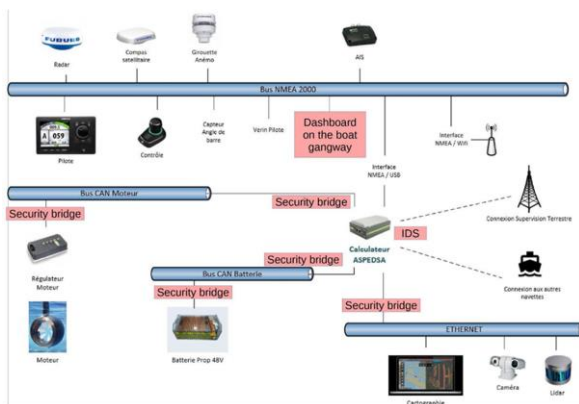 FURUNO
Radar
Compas
satellitaire
Girouette
Anémo
AIS
Bus NMEA 2000
A
059
Pilote
Contrôle
Capteur
Angle de
barre
Verin Pilote
Dashboard
on the boat
gangway
Interface
NMEA / USB
Interface
NMEA / Wifi
Bus CAN Moteur
Security bridge
Security bridge
IDS
Connexion Supervision Terrestre
Calculateur
ASPEDSA
Régulateur
Moteur
Security bridge
Bus CAN Batterie
Security bridge
Connexion aux autres
navettes
Security bridge
ETHERNET
Moteur
Batterie Prop 48V
Cartographie
Caméra
Lidar